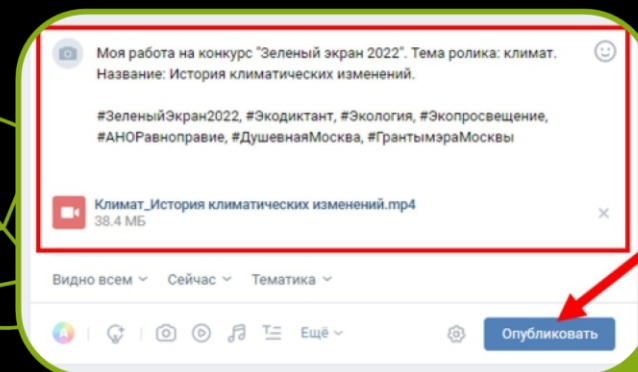 Моя работа на конкурс "Зеленый экран 2022". Тема ролика: климат.
Название: История климатических изменений.
#ЗеленыйЭкран2022, #Экодиктант, #Экология, #Экопросвещение,
#АНОРавноправие, #ДушевнаяМосква, #ГрантымэраМосквы
Климат_История климатических изменений.mp4
38.4 МБ
Видно всем Сейчас Тематика
Ещё Опубликовать